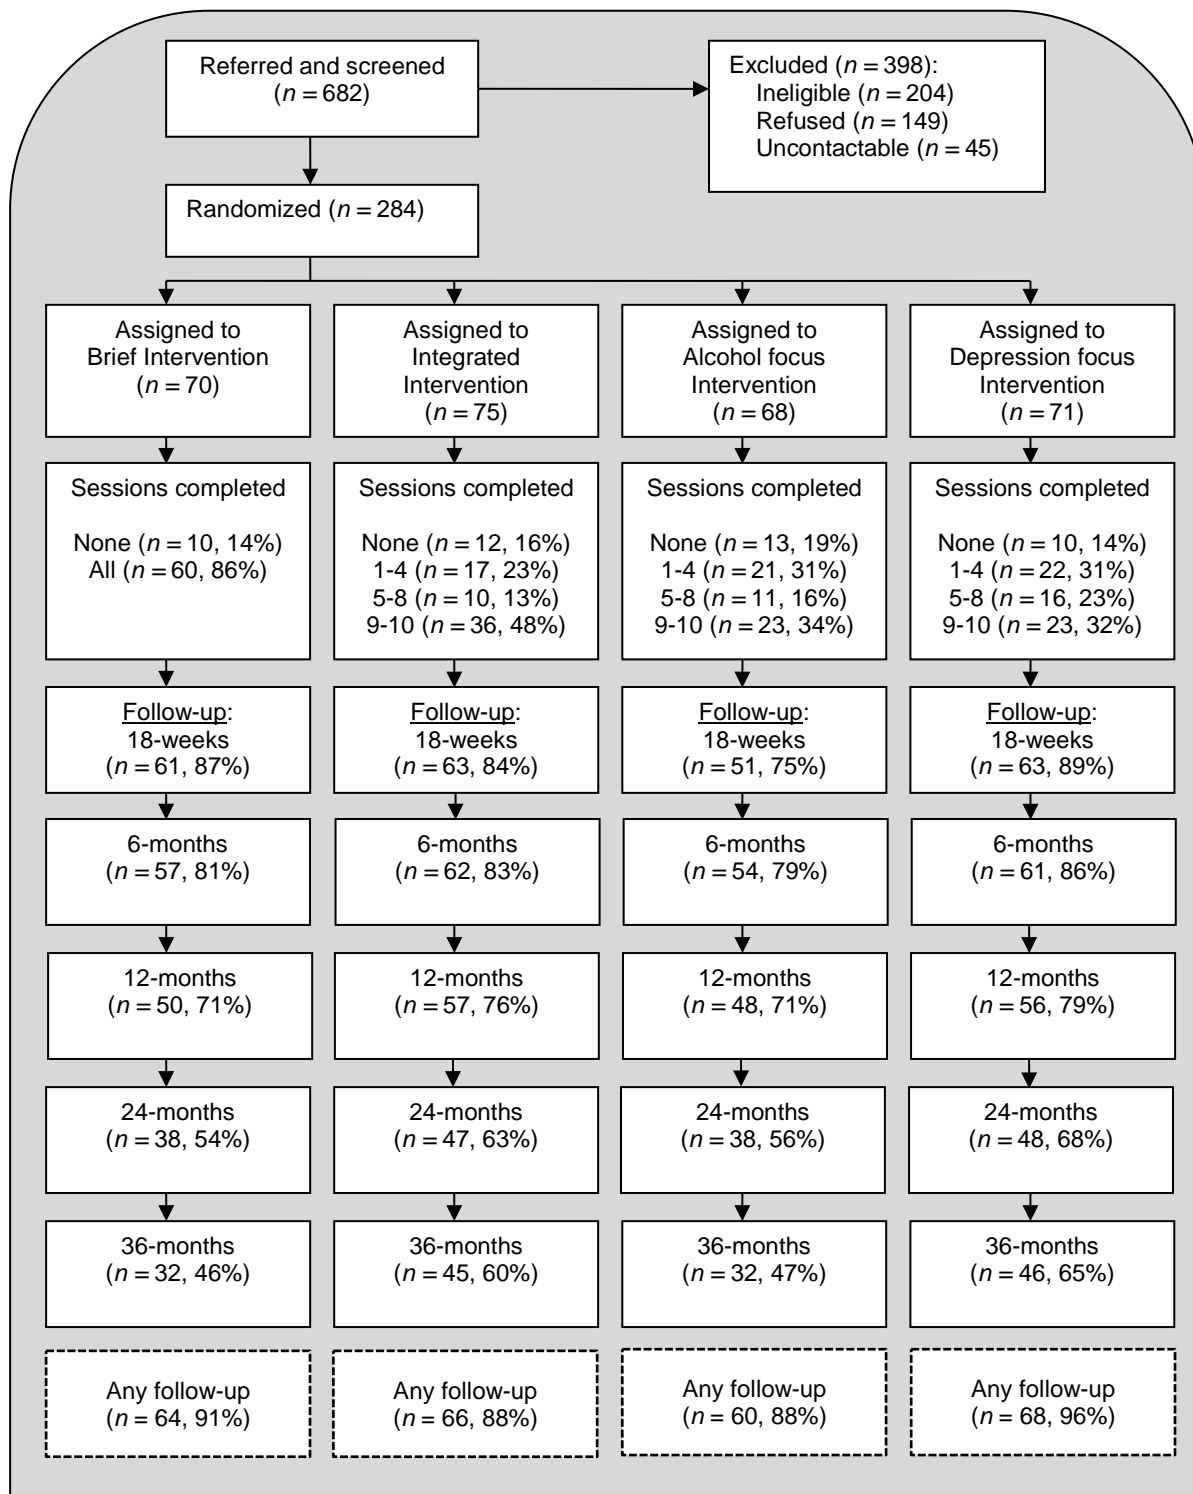 Referred and screened
(n = 682)
Excluded (n = 398):
Ineligible (n = 204)
Refused (n = 149)
Uncontactable (n = 45)
Randomized (n = 284)
Assigned to
Brief Intervention
(n = 70)
Assigned to
Integrated
Intervention
(n = 75)
Assigned to
Alcohol focus
Intervention
(n = 68)
Assigned to
Depression focus
Intervention
(n = 71)
Sessions completed
None (n = 10, 14%)
All (n = 60, 86%)
Sessions completed
None (n = 12, 16%)
1-4 (n = 17, 23%)
5-8 (n = 10, 13%)
9-10 (n = 36, 48%)
Sessions completed
None (n = 13, 19%)
1-4 (n = 21, 31%)
5-8 (n = 11, 16%)
9-10 (n = 23, 34%)
Sessions completed
None (n = 10, 14%)
1-4 (n = 22, 31%)
5-8 (n = 16, 23%)
9-10 (n = 23, 32%)
Follow-up:
18-weeks
(n = 61, 87%)
Follow-up:
18-weeks
(n = 63, 84%)
Follow-up:
18-weeks
(n = 51, 75%)
Follow-up:
18-weeks
(n = 63, 89%)
6-months
(n = 57, 81%)
6-months
(n = 62, 83%)
6-months
(n = 54, 79%)
6-months
(n = 61, 86%)
12-months
(n = 50, 71%)
12-months
(n = 57, 76%)
12-months
(n = 48, 71%)
12-months
(n = 56, 79%)
24-months
(n = 38, 54%)
24-months
(n = 47, 63%)
24-months
(n = 38, 56%)
24-months
(n = 48, 68%)
36-months
(n = 32, 46%)
36-months
(n = 45, 60%)
36-months
(n = 32, 47%)
36-months
(n = 46, 65%)
Any follow-up
(n = 64, 91%)
Any follow-up
(n = 66, 88%)
Any follow-up
(n = 60, 88%)
Any follow-up
(n = 68, 96%)